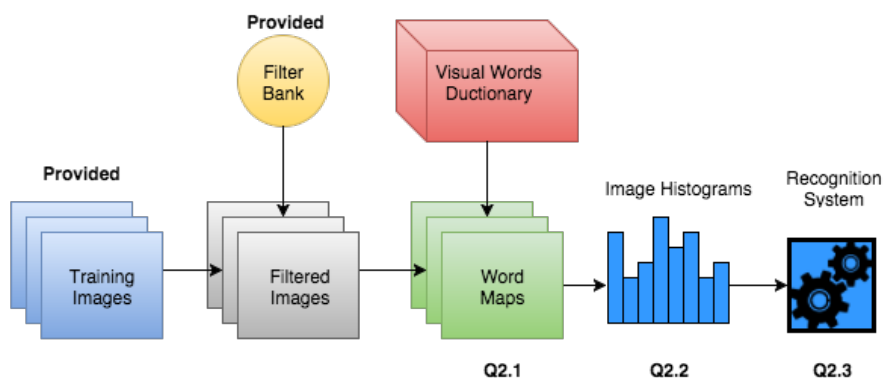 Provided
Filter
Bank
Visual Words
Ductionary
Provided
Training
Images
Filtered
Images
Word
Maps
Image Histograms
Recognition
System
Q2.1
Q2.2
Q2.3